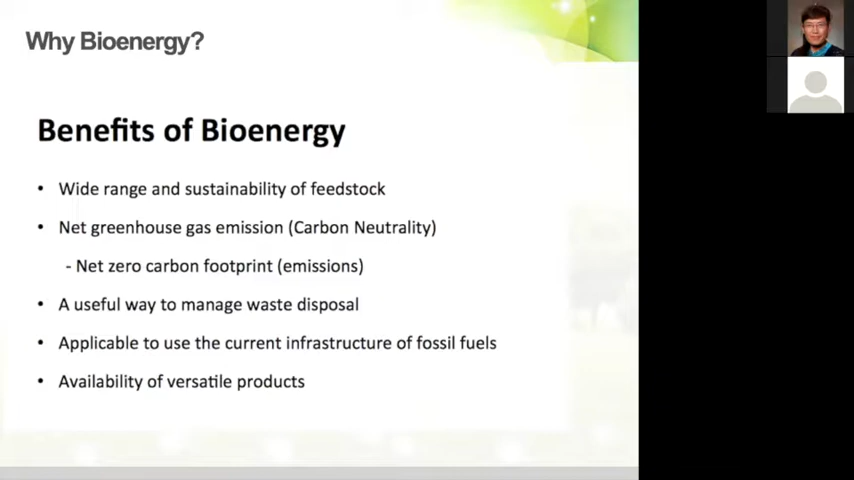 Why Bioenergy?
Benefits of Bioenergy
• Wide range and sustainability of feedstock
• Net greenhouse gas emission (Carbon Neutrality)
- Net zero carbon footprint (emissions)
• A useful way to manage waste disposal
• Applicable to use the current infrastructure of fossil fuels
• Availability of versatile products